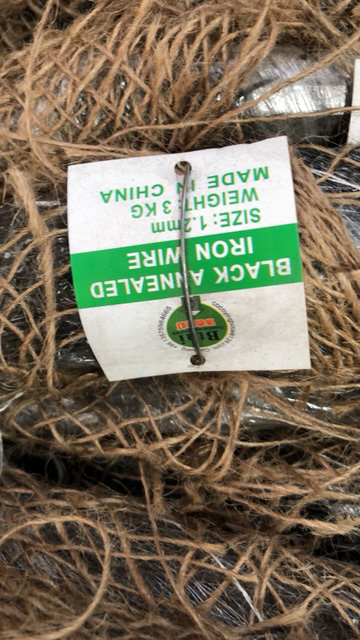 BLACK ANNEALED
IRON WIRE
SIZE: 1.2mm
WEIGHT: 3 KG
MADE IN CHINA